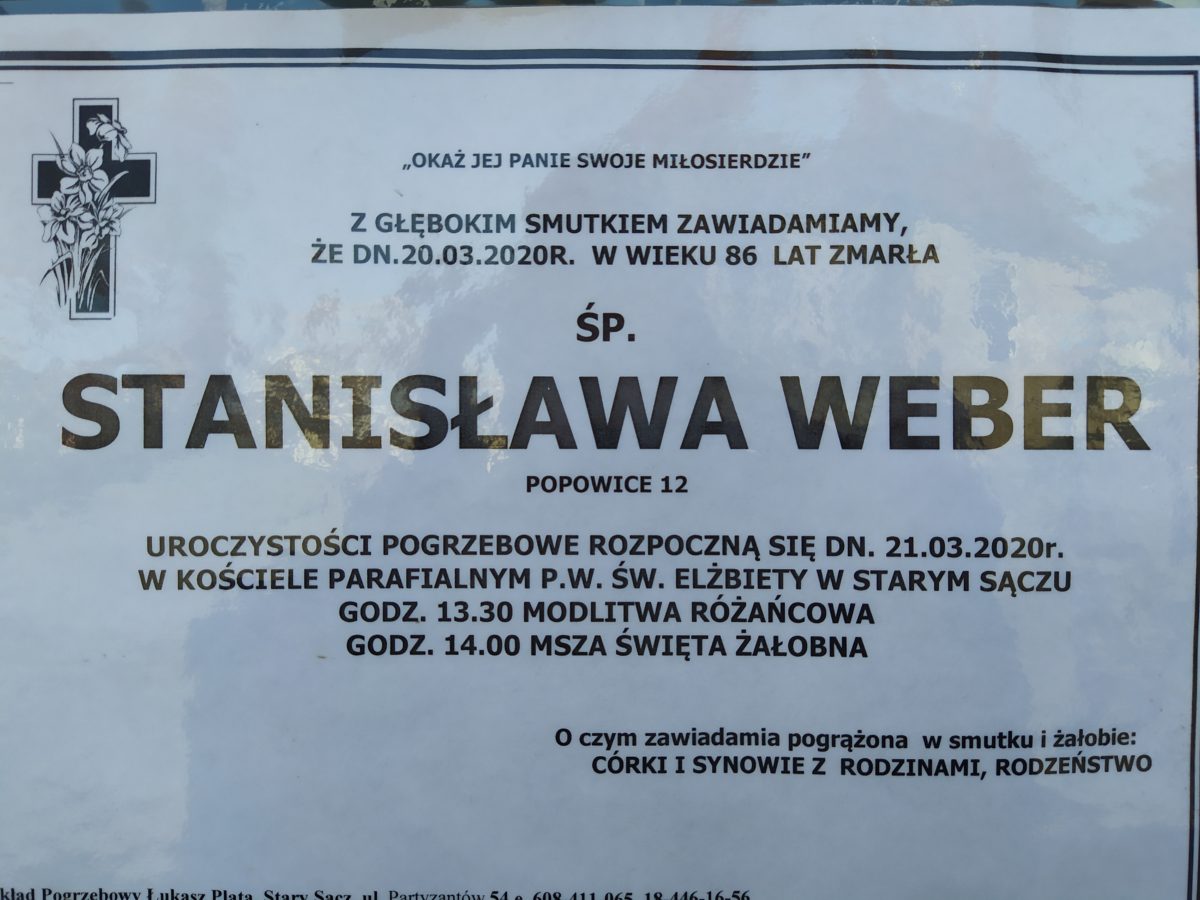 „OKAŻ JEJ PANIE SWOJE MIŁOSIERDZIE”
Z GŁĘBOKIM SMUTKIEM ZAWIADAMIAMY,
ŻE DN.20.03.2020R. W WIEKU 86 LAT ZMARŁA
ŚP.
STANISŁAWA WEBER
POPOWICE 12
UROCZYSTOŚCI POGRZEBOWE ROZPOCZNĄ SIĘ DN. 21.03.2020r.
W KOŚCIELE PARAFIALNYM P.W. ŚW. ELŻBIETY W STARYM SĄCZU
GODZ. 13.30 MODLITWA RÓŻAŃCOWA
GODZ. 14.00 MSZA ŚWIĘTA ŻAŁOBNA
O czym zawiadamia pogrążona w smutku i żałobie:
CÓRKI I SYNOWIE Z RODZINAMI, RODZEŃSTWO
kład Pogrzebowy Łukasz Plata, Stary Sącz, ul. Partyzantów 54 e, 608-411-065, 18-446-16-56